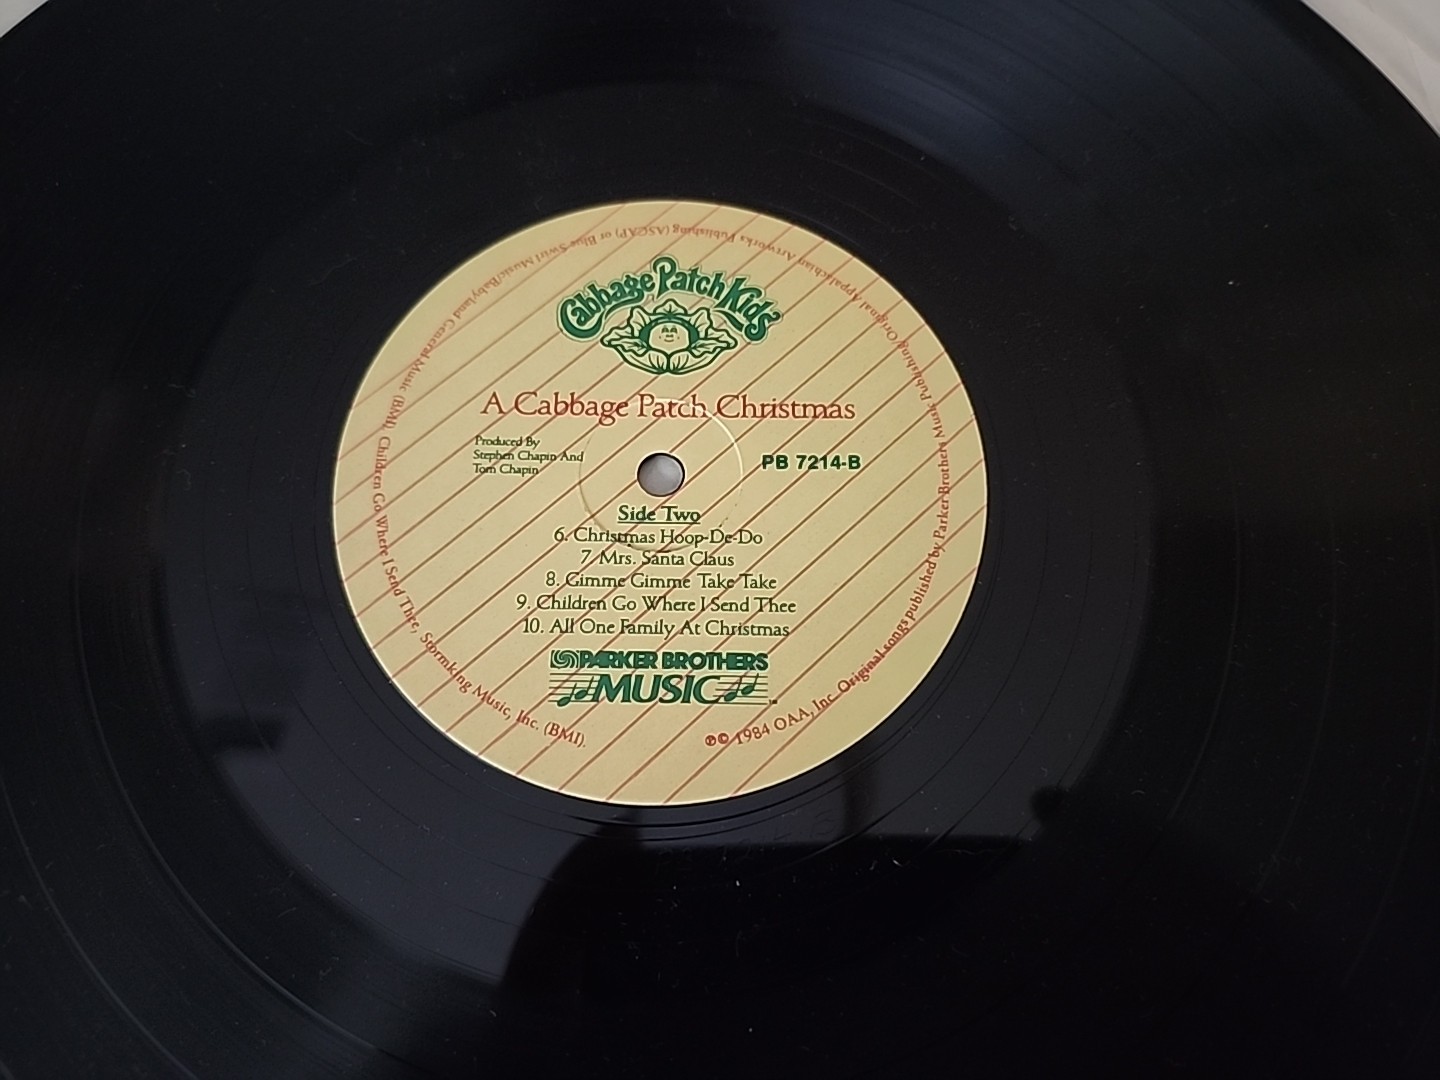 Cabbage Patch Kids
A Cabbage Patch Christmas
Produced By
Stephen Chapin And
Tom Chapin
PB 7214-B
Side Two
6. Christmas Hoop-De-Do
7 Mrs. Santa Claus
8. Gimme Gimme Take Take
9. Children Go Where I Send Thee
10. All One Family At Christmas
PARKER BROTHERS
MUSIC™
℗© 1984 OAA, Inc. Original songs published by Parker Brothers Music Publishing/Original Appalachian Artworks Publishing (ASCAP) or Blue Swirl Music/Babyland General Music (BMI). Children Go Where I Send Thee, Stormking Music, Inc. (BMI).